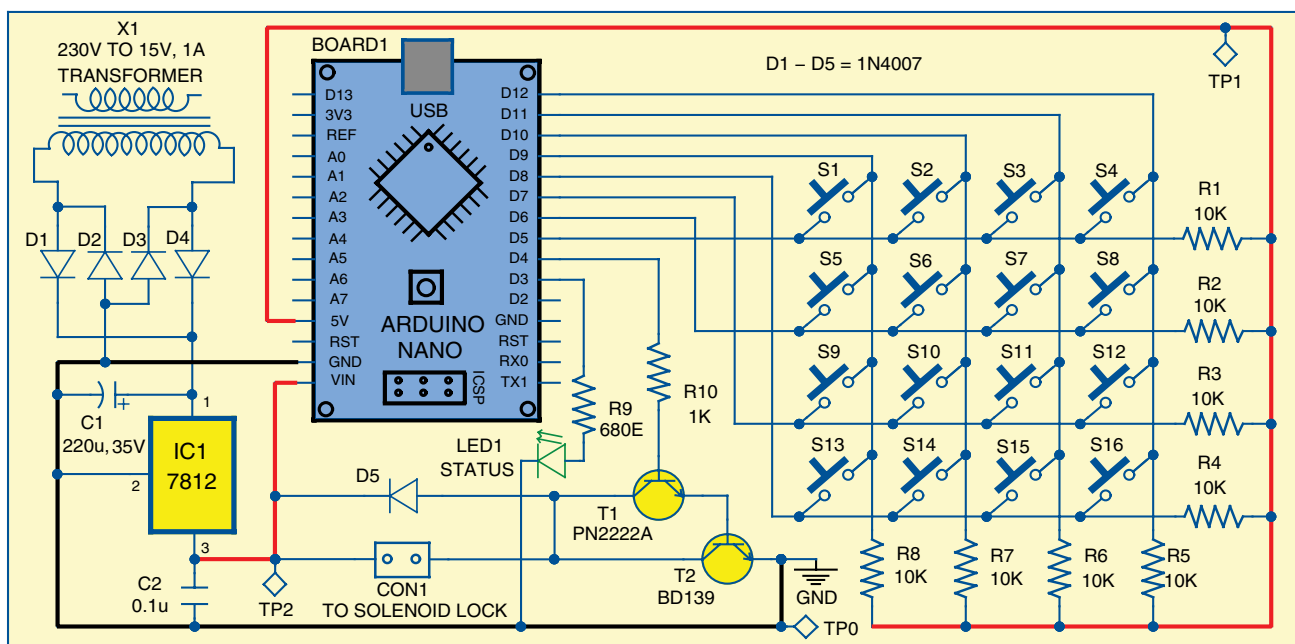 X1
230V TO 15V, 1A
TRANSFORMER
BOARD1
D1 – D5 = 1N4007
TP1
USB
D13
3V3
REF
A0
A1
A2
A3
A4
A5
A6
A7
5V
RST
GND
VIN
D12
D11
D10
D9
D8
D7
D6
D5
D4
D3
D2
GND
RST
RX0
TX1
ARDUINO
NANO
ICSP
D1
D2
D3
D4
S1
S2
S3
S4
R1
10K
S5
S6
S7
S8
R2
10K
S9
S10
S11
S12
R3
10K
S13
S14
S15
S16
R4
10K
C1
220u, 35V
+
1
IC1
7812
2
3
C2
0.1u
TP2
D5
LED1
STATUS
R9
680E
R10
1K
T1
PN2222A
T2
BD139
CON1
TO SOLENOID LOCK
GND
TP0
R8
10K
R7
10K
R6
10K
R5
10K